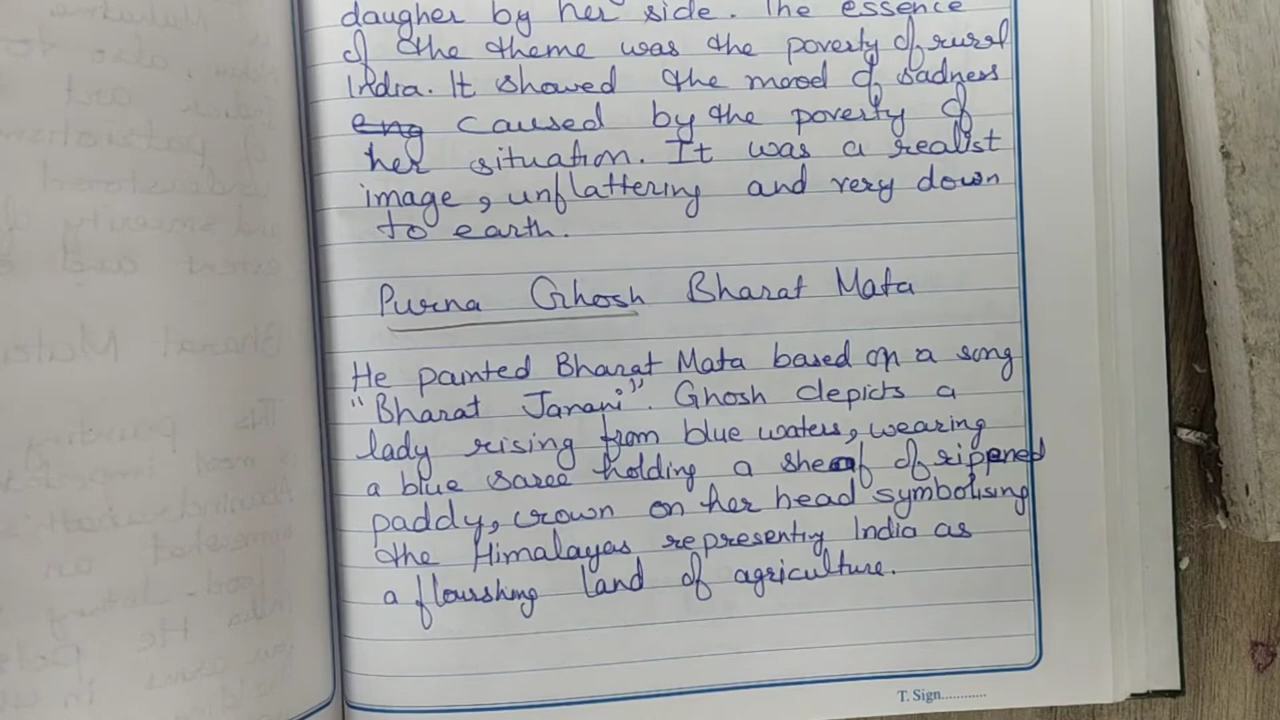 daugher by her side. The essence
of the theme was the poverty of rural
India. It showed the mood of sadness
eng caused by the poverty of
her situation. It was a realist
image, unflattering and very down
to earth.
Purna Ghosh Bharat Mata
He painted Bharat Mata based on a song
"Bharat Janani". Ghosh depicts a
lady rising from blue waters, wearing
a blue saree holding a sheaf of rippened
paddy, crown on her head symbolising
the Himalayas representing India as
a flourshing land of agriculture.
T. Sign............